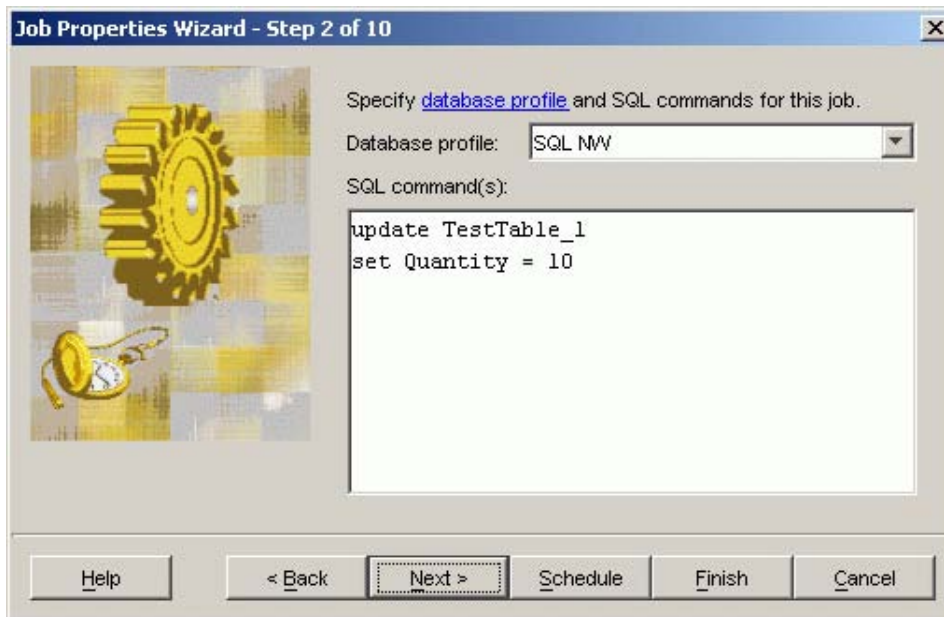 Job Properties Wizard - Step 2 of 10
Specify database profile and SQL commands for this job.
Database profile: SQL NW
SQL command(s):
update TestTable_1
set Quantity = 10
Help < Back Next > Schedule Finish Cancel